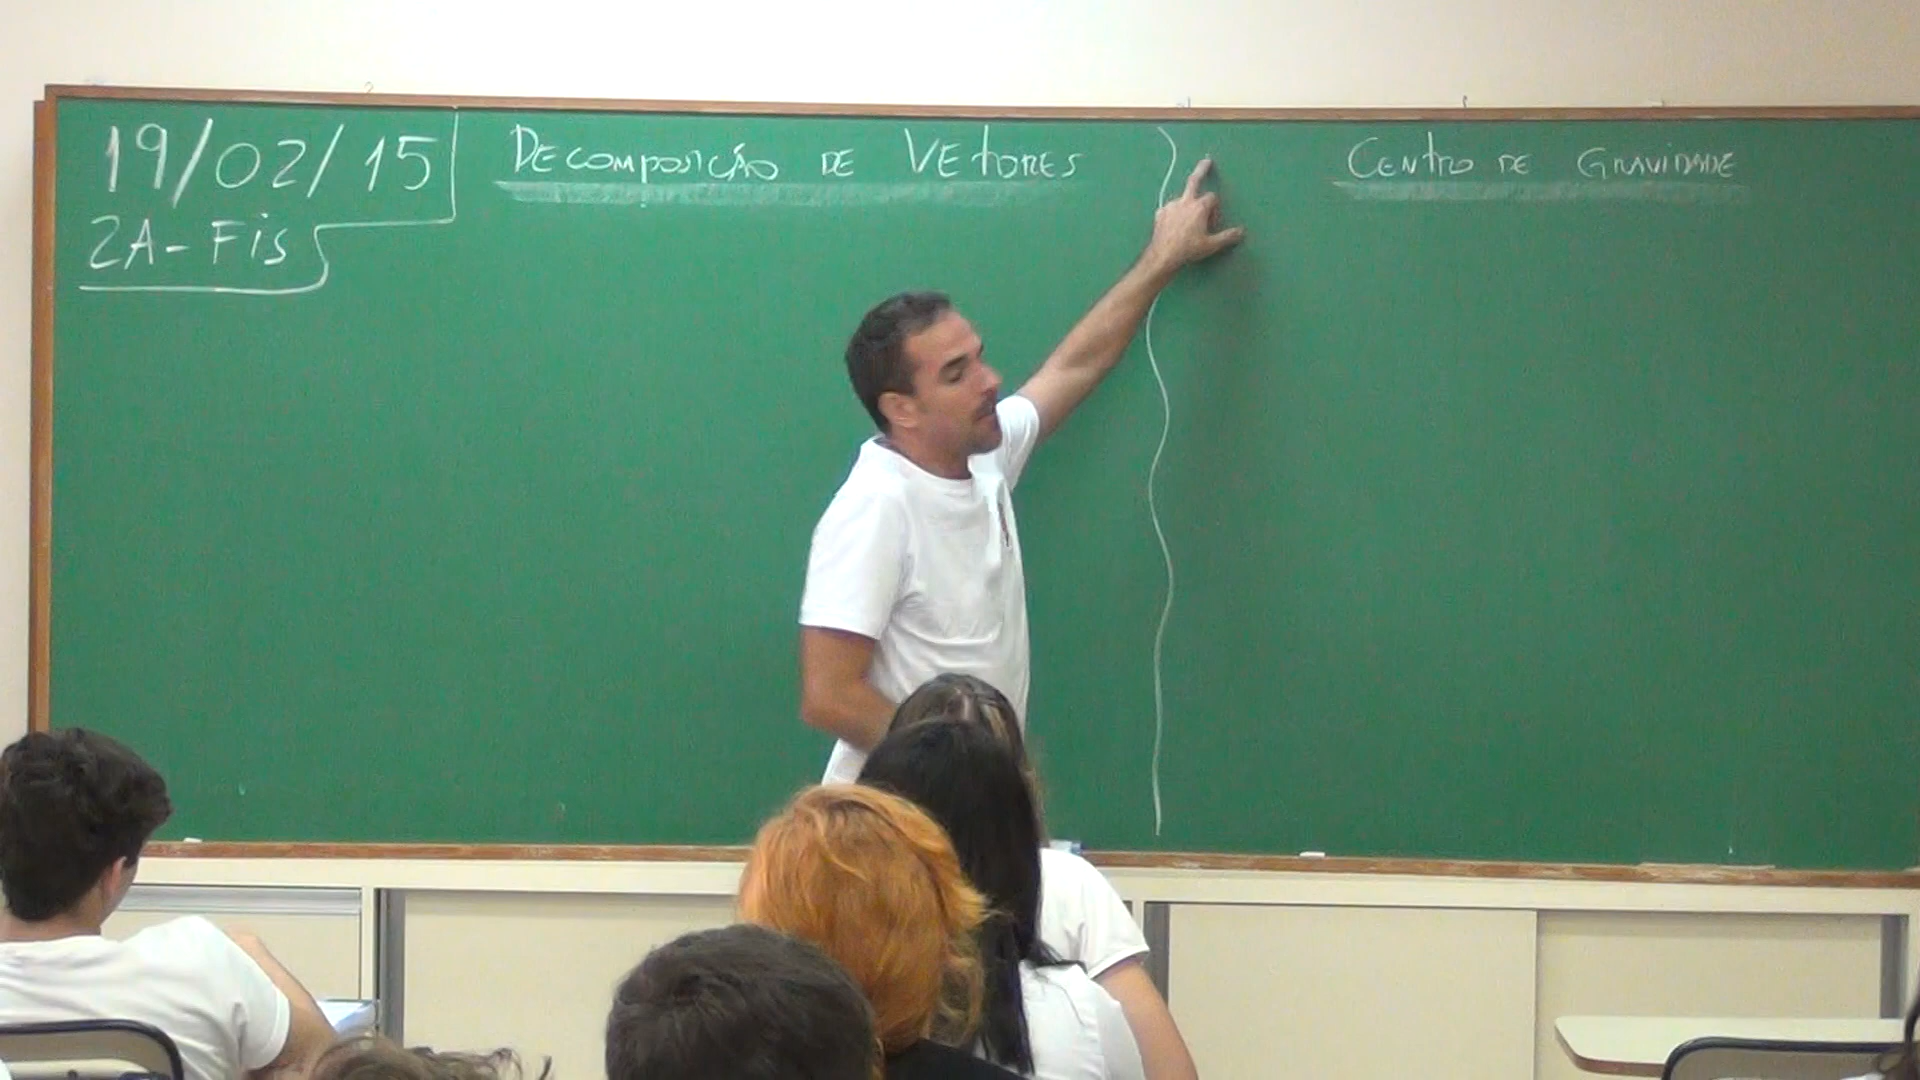 19/02/15
2A - Fis
DECOMPOSIÇÃO DE VETORES
CENTRO DE GRAVIDADE